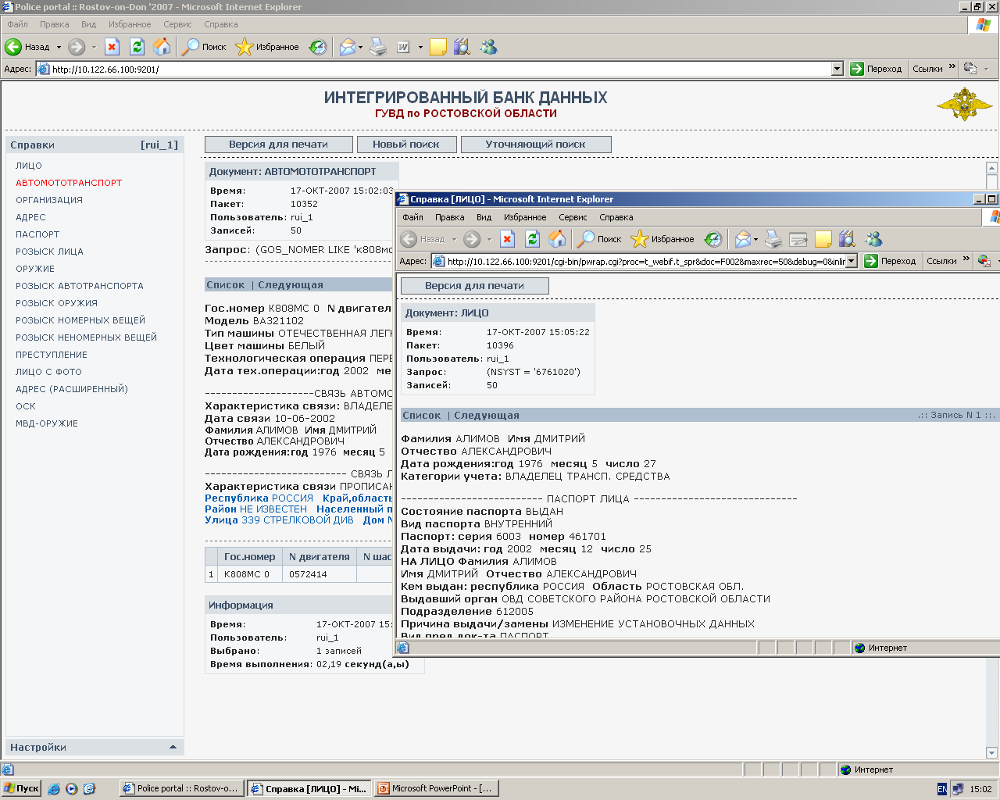 Police portal :: Rostov-on-Don '2007 - Microsoft Internet Explorer
Файл Правка Вид Избранное Сервис Справка
Назад Поиск Избранное
Адрес: http://10.122.66.100:9201/ Переход Ссылки »
ИНТЕГРИРОВАННЫЙ БАНК ДАННЫХ
ГУВД по РОСТОВСКОЙ ОБЛАСТИ
Справки [rui_1]
ЛИЦО
АВТОМОТОТРАНСПОРТ
ОРГАНИЗАЦИЯ
АДРЕС
ПАСПОРТ
РОЗЫСК ЛИЦА
ОРУЖИЕ
РОЗЫСК АВТОТРАНСПОРТА
РОЗЫСК ОРУЖИЯ
РОЗЫСК НОМЕРНЫХ ВЕЩЕЙ
РОЗЫСК НЕНОМЕРНЫХ ВЕЩЕЙ
ПРЕСТУПЛЕНИЕ
ЛИЦО С ФОТО
АДРЕС (РАСШИРЕННЫЙ)
ОСК
МВД-ОРУЖИЕ
Настройки
Версия для печати Новый поиск Уточняющий поиск
Документ: АВТОМОТОТРАНСПОРТ
Время: 17-ОКТ-2007 15:02:03
Пакет: 10352
Пользователь: rui_1
Записей: 50
Запрос: (GOS_NOMER LIKE 'к808мс
Список | Следующая
Гос.номер К808МС 0 N двигател
Модель ВАЗ21102
Тип машины ОТЕЧЕСТВЕННАЯ ЛЕГ
Цвет машины БЕЛЫЙ
Технологическая операция ПЕРЕ
Дата тех.операции:год 2002 ме
--------------------СВЯЗЬ АВТОМО
Характеристика связи: ВЛАДЕЛЕ
Дата связи 10-06-2002
Фамилия АЛИМОВ Имя ДМИТРИЙ
Отчество АЛЕКСАНДРОВИЧ
Дата рождения:год 1976 месяц 5
-------------------------- СВЯЗЬ Л
Характеристика связи ПРОПИСАН
Республика РОССИЯ Край,область
Район НЕ ИЗВЕСТЕН Населенный п
Улица 339 СТРЕЛКОВОЙ ДИВ Дом N
Гос.номер N двигателя N шас
1 К808МС 0 0572414
Информация
Время: 17-ОКТ-2007 15:
Пользователь: rui_1
Выбрано: 1 записей
Время выполнения: 02,19 секунд(а,ы)
Справка [ЛИЦО] - Microsoft Internet Explorer
Файл Правка Вид Избранное Сервис Справка
Назад Поиск Избранное
Адрес: http://10.122.66.100:9201/cgi-bin/pwrap.cgi?proc=t_webif.t_spr&doc=F002&maxrec=50&debug=0&inlir Переход Ссылки »
Версия для печати
Документ: ЛИЦО
Время: 17-ОКТ-2007 15:05:22
Пакет: 10396
Пользователь: rui_1
Запрос: (NSYST = '6761020')
Записей: 50
Список | Следующая .:: Запись N 1 ::.
Фамилия АЛИМОВ Имя ДМИТРИЙ
Отчество АЛЕКСАНДРОВИЧ
Дата рождения:год 1976 месяц 5 число 27
Категории учета: ВЛАДЕЛЕЦ ТРАНСП. СРЕДСТВА
-------------------------- ПАСПОРТ ЛИЦА ------------------------------
Состояние паспорта ВЫДАН
Вид паспорта ВНУТРЕННИЙ
Паспорт: серия 6003 номер 461701
Дата выдачи: год 2002 месяц 12 число 25
НА ЛИЦО Фамилия АЛИМОВ
Имя ДМИТРИЙ Отчество АЛЕКСАНДРОВИЧ
Кем выдан: республика РОССИЯ Область РОСТОВСКАЯ ОБЛ.
Выдавший орган ОВД СОВЕТСКОГО РАЙОНА РОСТОВСКОЙ ОБЛАСТИ
Подразделение 612005
Причина выдачи/замены ИЗМЕНЕНИЕ УСТАНОВОЧНЫХ ДАННЫХ
Вид пред.док-та ПАСПОРТ
Интернет
Интернет
Пуск Police portal :: Rostov-o... Справка [ЛИЦО] - Mi... Microsoft PowerPoint - [... EN 15:02